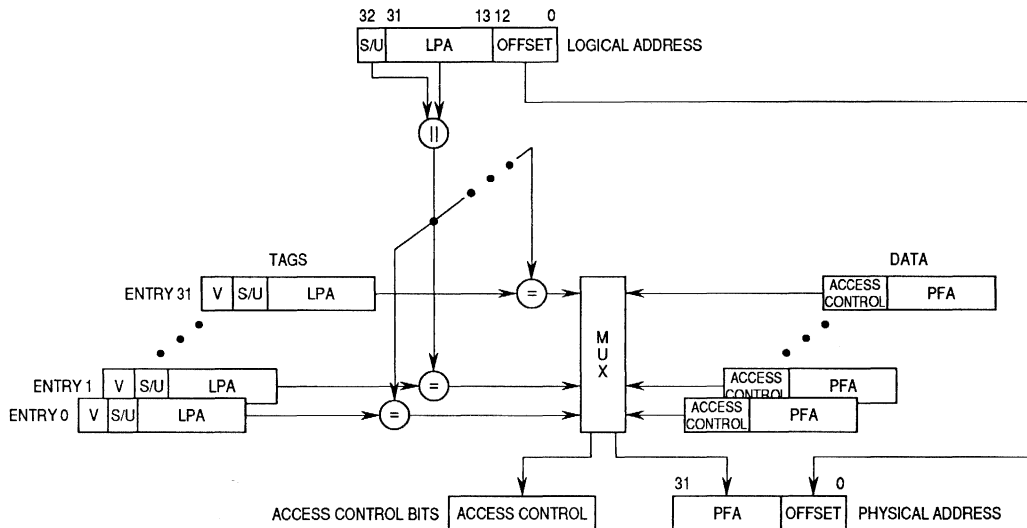 32 31 13 12 0
S/U LPA OFFSET LOGICAL ADDRESS
||
TAGS DATA
ENTRY 31 V S/U LPA = ACCESS CONTROL PFA
MUX
ENTRY 1 V S/U LPA = ACCESS CONTROL PFA
ENTRY 0 V S/U LPA = ACCESS CONTROL PFA
31 0
ACCESS CONTROL BITS ACCESS CONTROL PFA OFFSET PHYSICAL ADDRESS